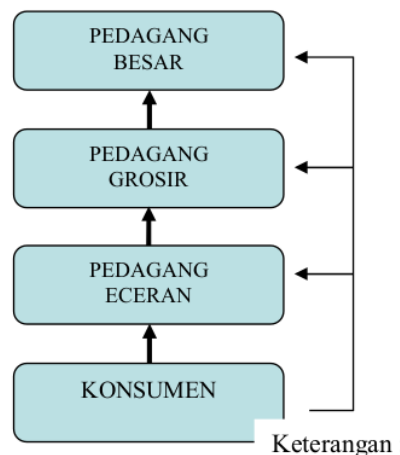 PEDAGANG
BESAR
PEDAGANG
GROSIR
PEDAGANG
ECERAN
KONSUMEN
Keterangan